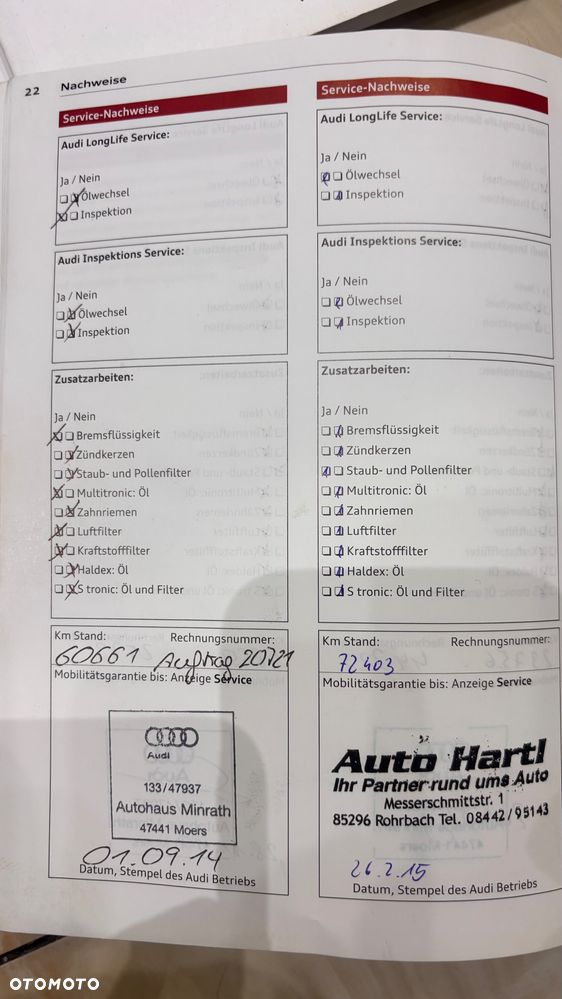 22 Nachweise
Service-Nachweise
Audi LongLife Service:
Ja / Nein
Ölwechsel
Inspektion
Audi Inspektions Service:
Ja / Nein
Ölwechsel
Inspektion
Zusatzarbeiten:
Ja / Nein
Bremsflüssigkeit
Zündkerzen
Staub- und Pollenfilter
Multitronic: Öl
Zahnriemen
Luftfilter
Kraftstofffilter
Haldex: Öl
S tronic: Öl und Filter
Km Stand: Rechnungsnummer:
60661 Auftrag 20721
Mobilitätsgarantie bis: Anzeige Service
Audi
133/47937
Autohaus Minrath
47441 Moers
01.09.14
Datum, Stempel des Audi Betriebs
Service-Nachweise
Audi LongLife Service:
Ja / Nein
Ölwechsel
Inspektion
Audi Inspektions Service:
Ja / Nein
Ölwechsel
Inspektion
Zusatzarbeiten:
Ja / Nein
Bremsflüssigkeit
Zündkerzen
Staub- und Pollenfilter
Multitronic: Öl
Zahnriemen
Luftfilter
Kraftstofffilter
Haldex: Öl
S tronic: Öl und Filter
Km Stand: Rechnungsnummer:
72403
Mobilitätsgarantie bis: Anzeige Service
Auto Hartl
Ihr Partner rund ums Auto
Messerschmittstr. 1
85296 Rohrbach Tel. 08442/95143
26.2.15
Datum, Stempel des Audi Betriebs
OTOMOTO